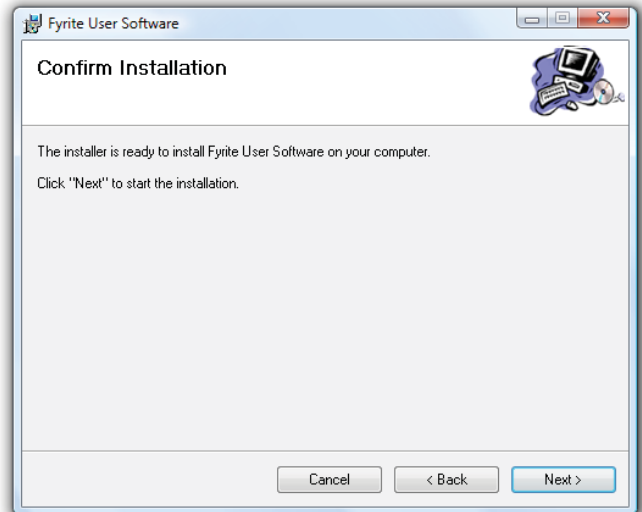 Fyrite User Software
Confirm Installation
The installer is ready to install Fyrite User Software on your computer.
Click "Next" to start the installation.
Cancel
< Back
Next >